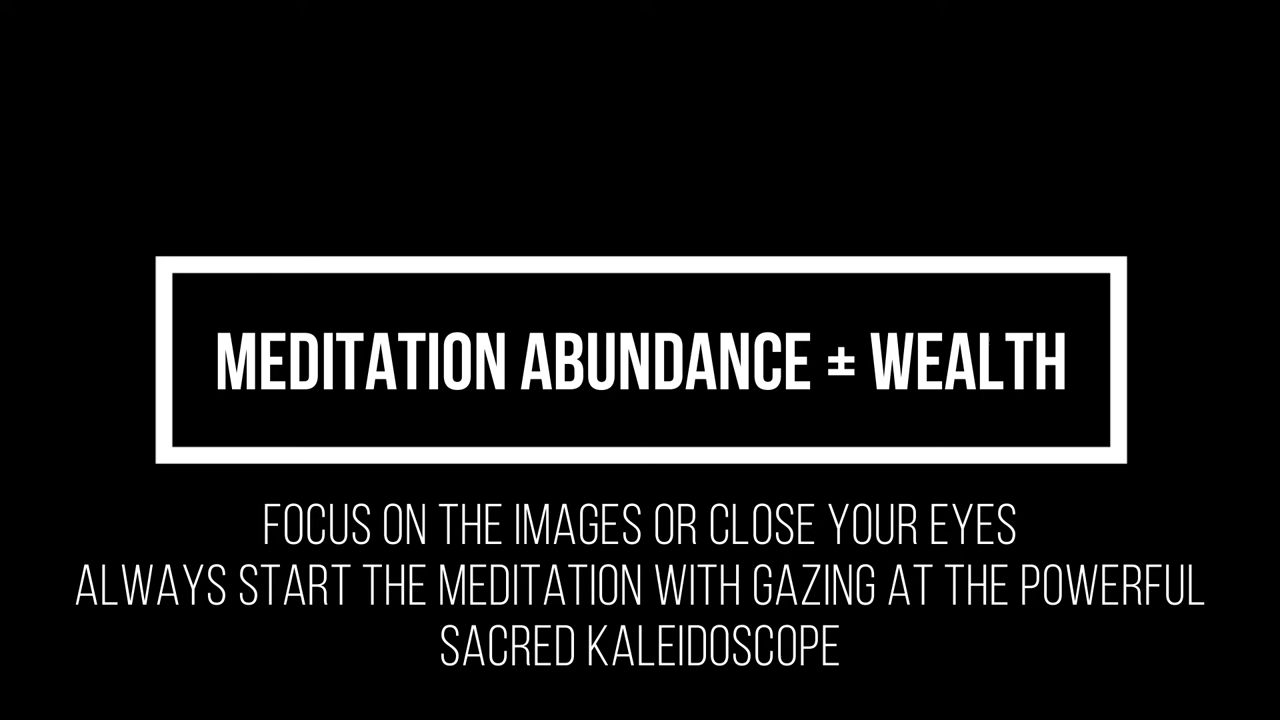 MEDITATION ABUNDANCE ± WEALTH
FOCUS ON THE IMAGES OR CLOSE YOUR EYES
ALWAYS START THE MEDITATION WITH GAZING AT THE POWERFUL
SACRED KALEIDOSCOPE